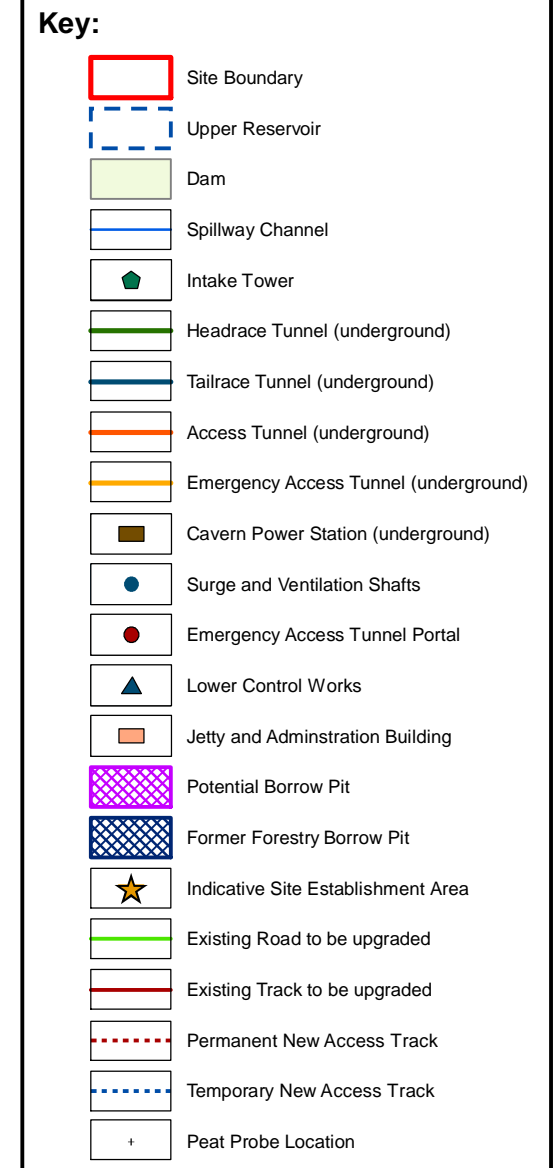 Key:
Site Boundary
Upper Reservoir
Dam
Spillway Channel
Intake Tower
Headrace Tunnel (underground)
Tailrace Tunnel (underground)
Access Tunnel (underground)
Emergency Access Tunnel (underground)
Cavern Power Station (underground)
Surge and Ventilation Shafts
Emergency Access Tunnel Portal
Lower Control Works
Jetty and Adminstration Building
Potential Borrow Pit
Former Forestry Borrow Pit
Indicative Site Establishment Area
Existing Road to be upgraded
Existing Track to be upgraded
Permanent New Access Track
Temporary New Access Track
Peat Probe Location